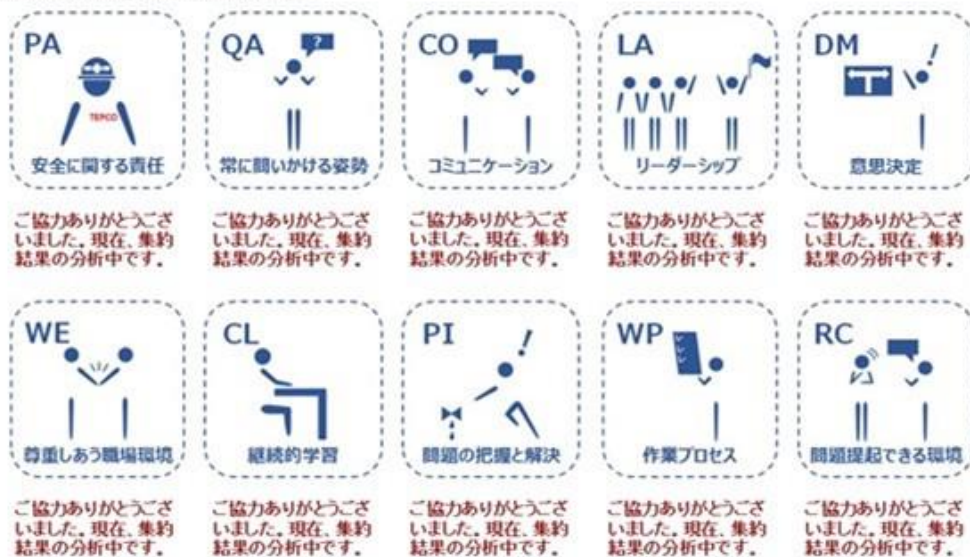 PA
QA
?
CO
LA
DM
TEPCO
安全に関する責任
常に問いかける姿勢
コミュニケーション
リーダーシップ
意思決定
ご協力ありがとうござ
いました。現在、集約
結果の分析中です。
ご協力ありがとうござ
いました。現在、集約
結果の分析中です。
ご協力ありがとうござ
いました。現在、集約
結果の分析中です。
ご協力ありがとうござ
いました。現在、集約
結果の分析中です。
ご協力ありがとうござ
いました。現在、集約
結果の分析中です。
WE
CL
PI
WP
RC
尊重しあう職場環境
継続的学習
問題の把握と解決
作業プロセス
問題提起できる環境
ご協力ありがとうござ
いました。現在、集約
結果の分析中です。
ご協力ありがとうござ
いました。現在、集約
結果の分析中です。
ご協力ありがとうござ
いました。現在、集約
結果の分析中です。
ご協力ありがとうござ
いました。現在、集約
結果の分析中です。
ご協力ありがとうござ
いました。現在、集約
結果の分析中です。